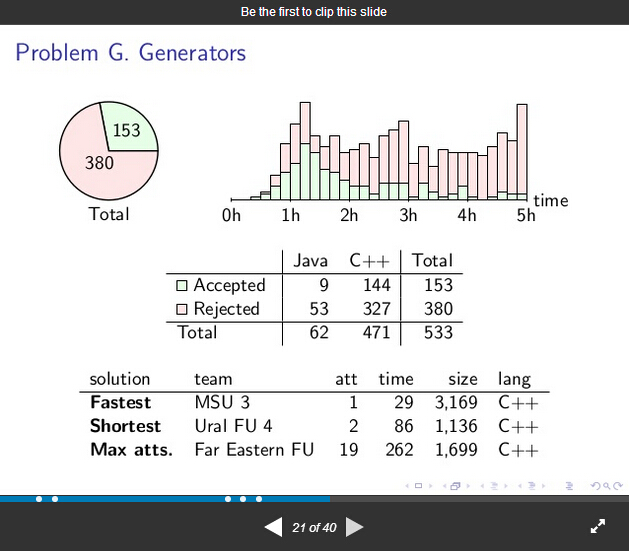 Be the first to clip this slide
Problem G. Generators
153
380
Total
0h 1h 2h 3h 4h 5h time
Java C++ Total
Accepted 9 144 153
Rejected 53 327 380
Total 62 471 533
solution team att time size lang
Fastest MSU 3 1 29 3,169 C++
Shortest Ural FU 4 2 86 1,136 C++
Max atts. Far Eastern FU 19 262 1,699 C++
21 of 40